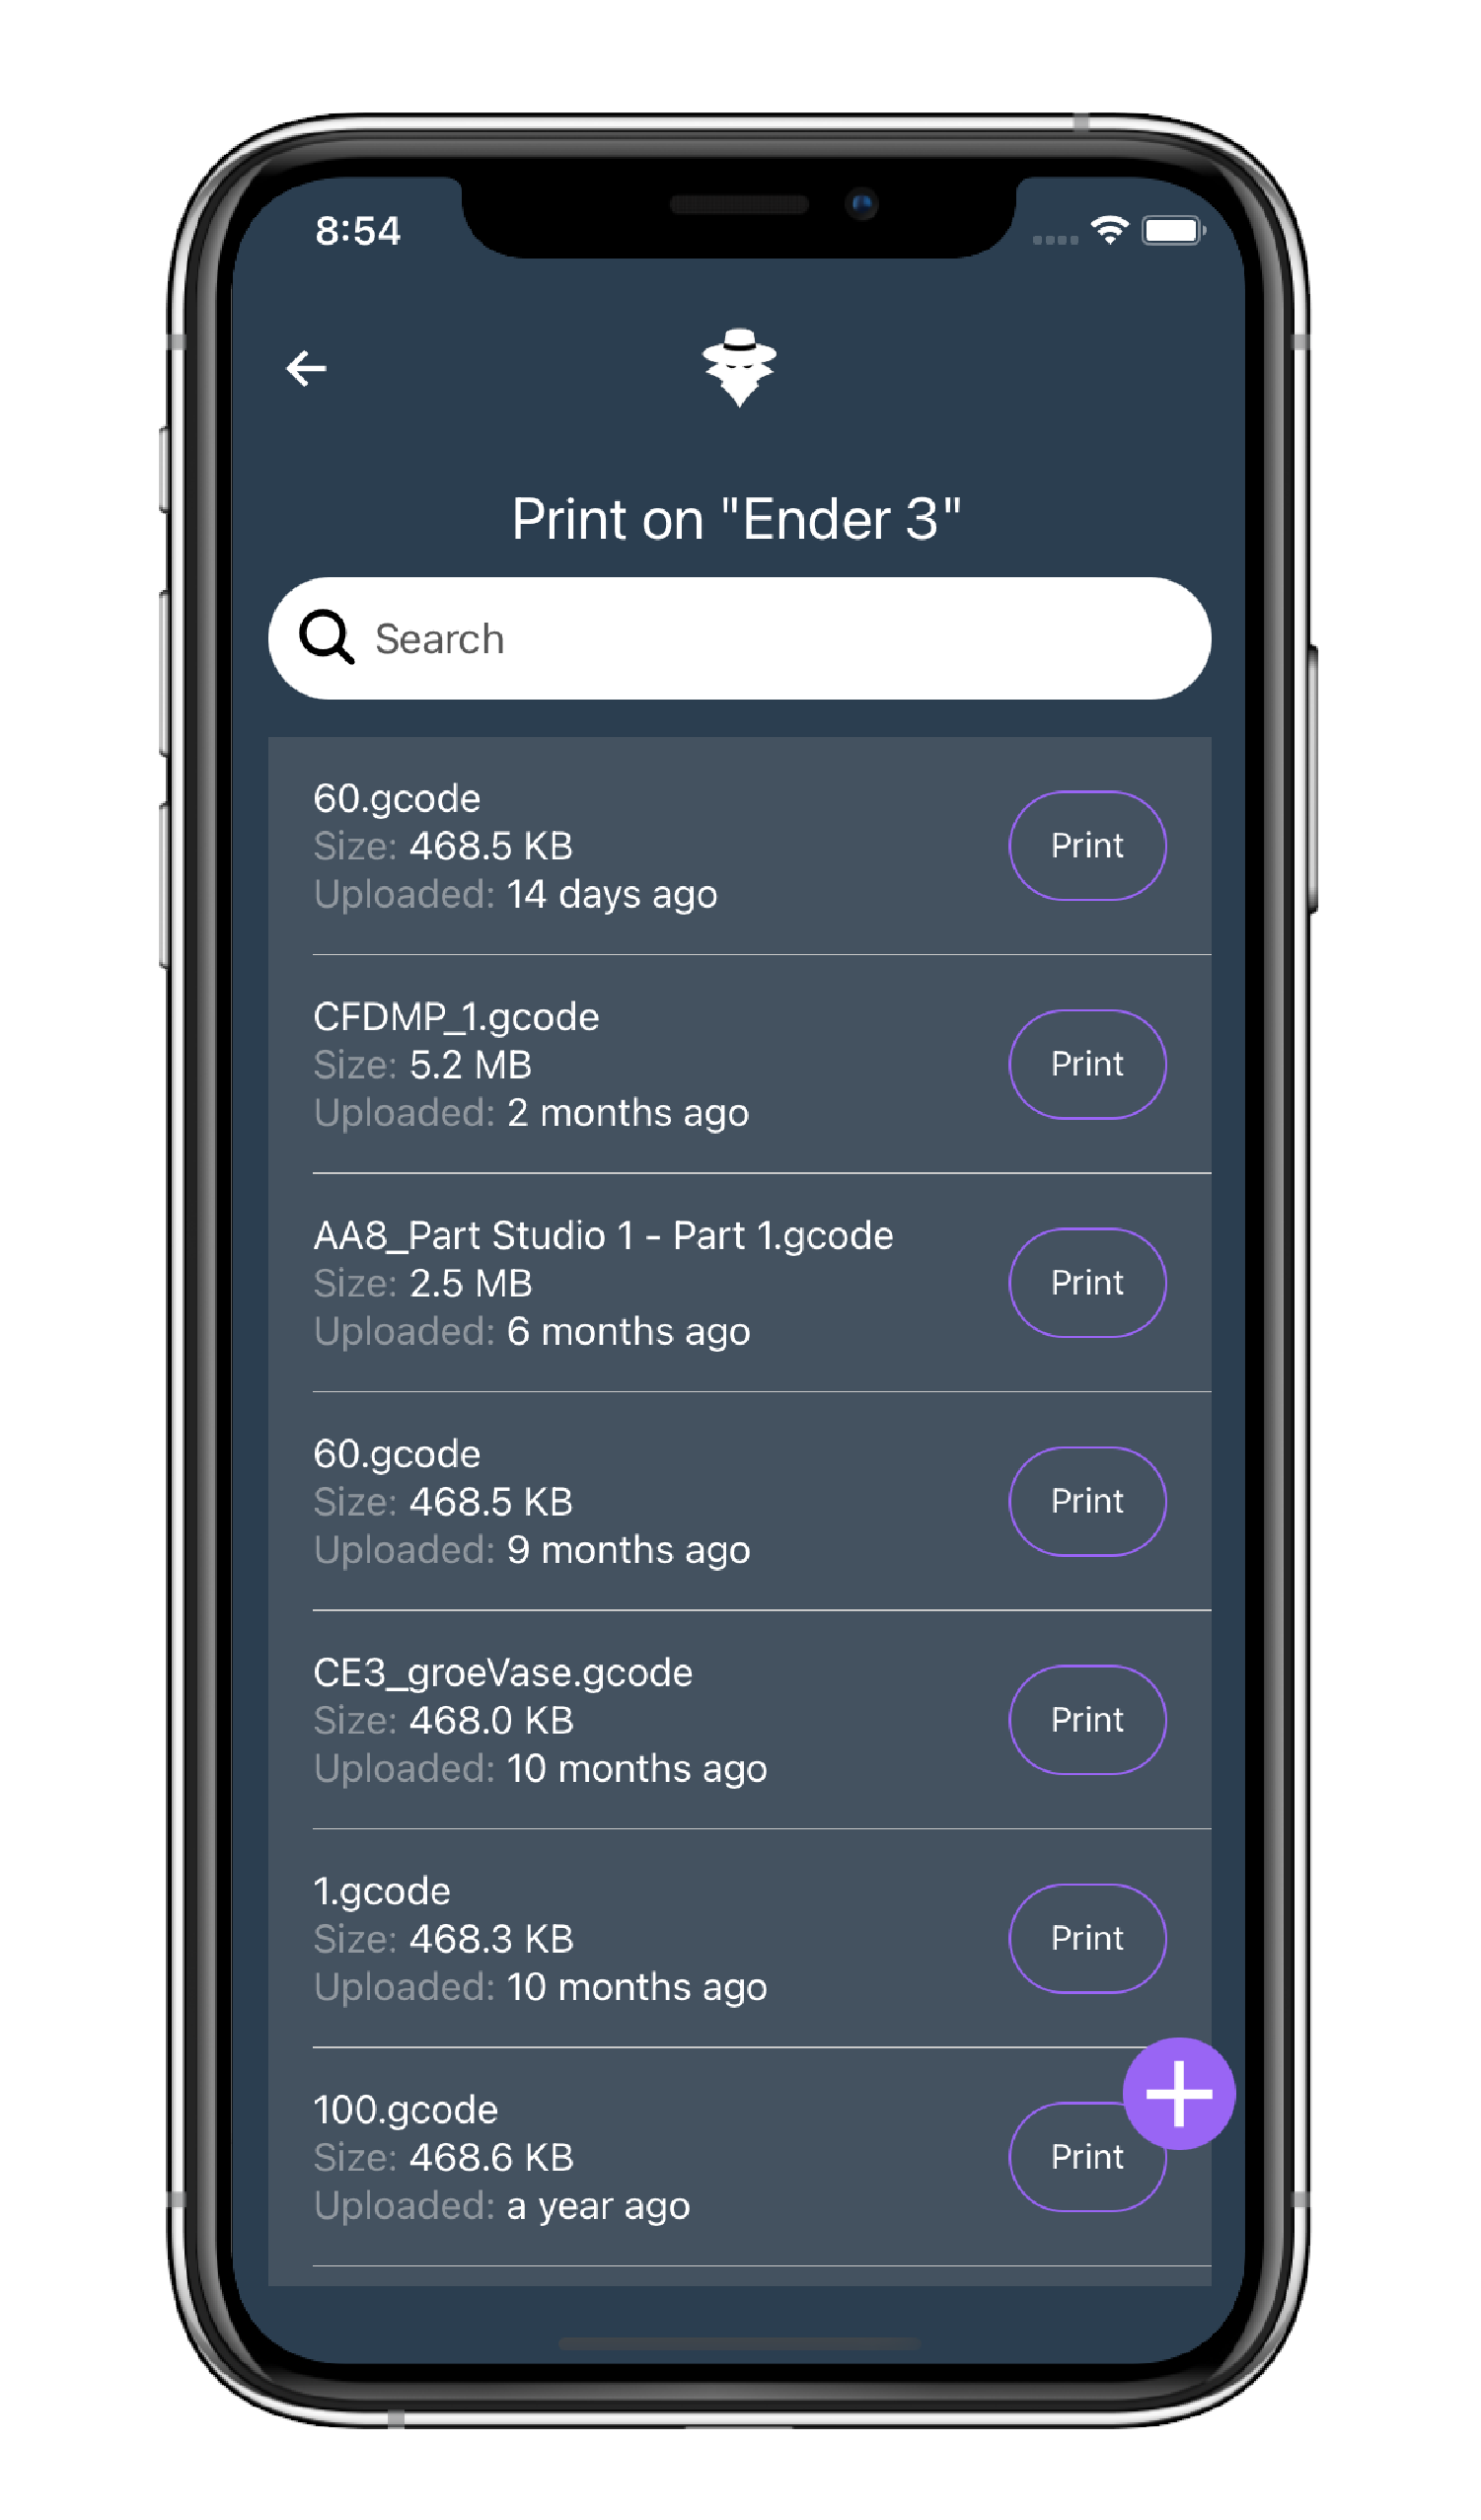 8:54
Print on "Ender 3"
Search
60.gcode
Size: 468.5 KB
Uploaded: 14 days ago
Print
CFDMP_1.gcode
Size: 5.2 MB
Uploaded: 2 months ago
Print
AA8_Part Studio 1 - Part 1.gcode
Size: 2.5 MB
Uploaded: 6 months ago
Print
60.gcode
Size: 468.5 KB
Uploaded: 9 months ago
Print
CE3_groeVase.gcode
Size: 468.0 KB
Uploaded: 10 months ago
Print
1.gcode
Size: 468.3 KB
Uploaded: 10 months ago
Print
100.gcode
Size: 468.6 KB
Uploaded: a year ago
Print